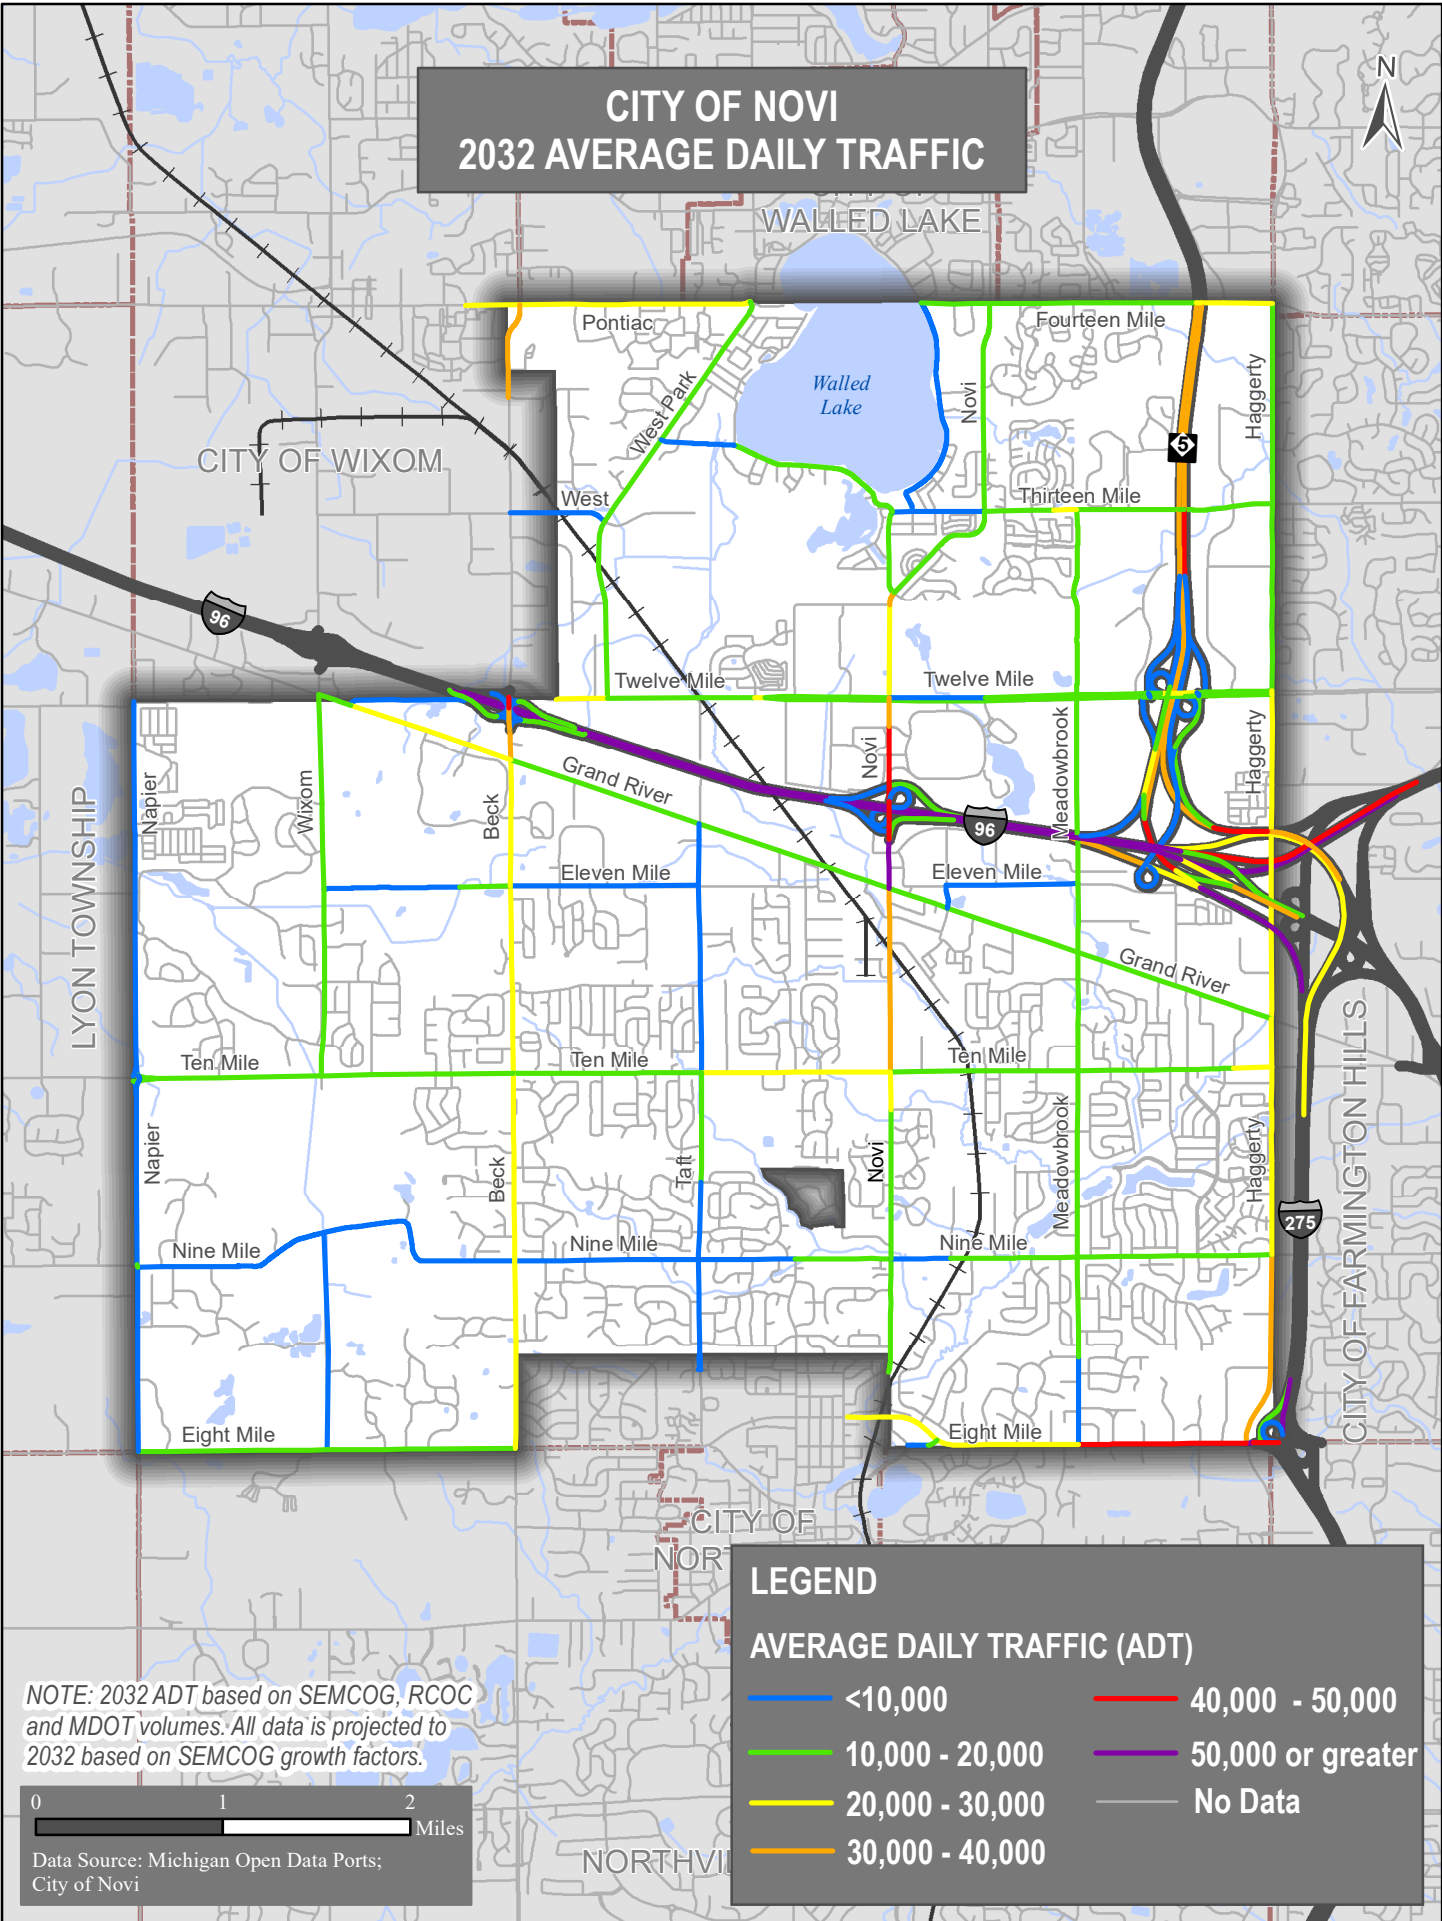 CITY OF NOVI
2032 AVERAGE DAILY TRAFFIC
N
WALLED LAKE
Pontiac
Fourteen Mile
Walled
Lake
West Park
Novi
Haggerty
5
CITY OF WIXOM
West
Thirteen Mile
96
Twelve Mile
Twelve Mile
Napier
Wixom
Beck
Grand River
Novi
Meadowbrook
Haggerty
96
LYON TOWNSHIP
Eleven Mile
Eleven Mile
Grand River
Ten Mile
Ten Mile
Ten Mile
Napier
Beck
Taft
Novi
Meadowbrook
Haggerty
275
CITY OF FARMINGTON HILLS
Nine Mile
Nine Mile
Nine Mile
Eight Mile
Eight Mile
CITY OF
NORT
NORTHVI
LEGEND
AVERAGE DAILY TRAFFIC (ADT)
<10,000
10,000 - 20,000
20,000 - 30,000
30,000 - 40,000
40,000 - 50,000
50,000 or greater
No Data
NOTE: 2032 ADT based on SEMCOG, RCOC
and MDOT volumes. All data is projected to
2032 based on SEMCOG growth factors.
0 1 2
Miles
Data Source: Michigan Open Data Ports;
City of Novi